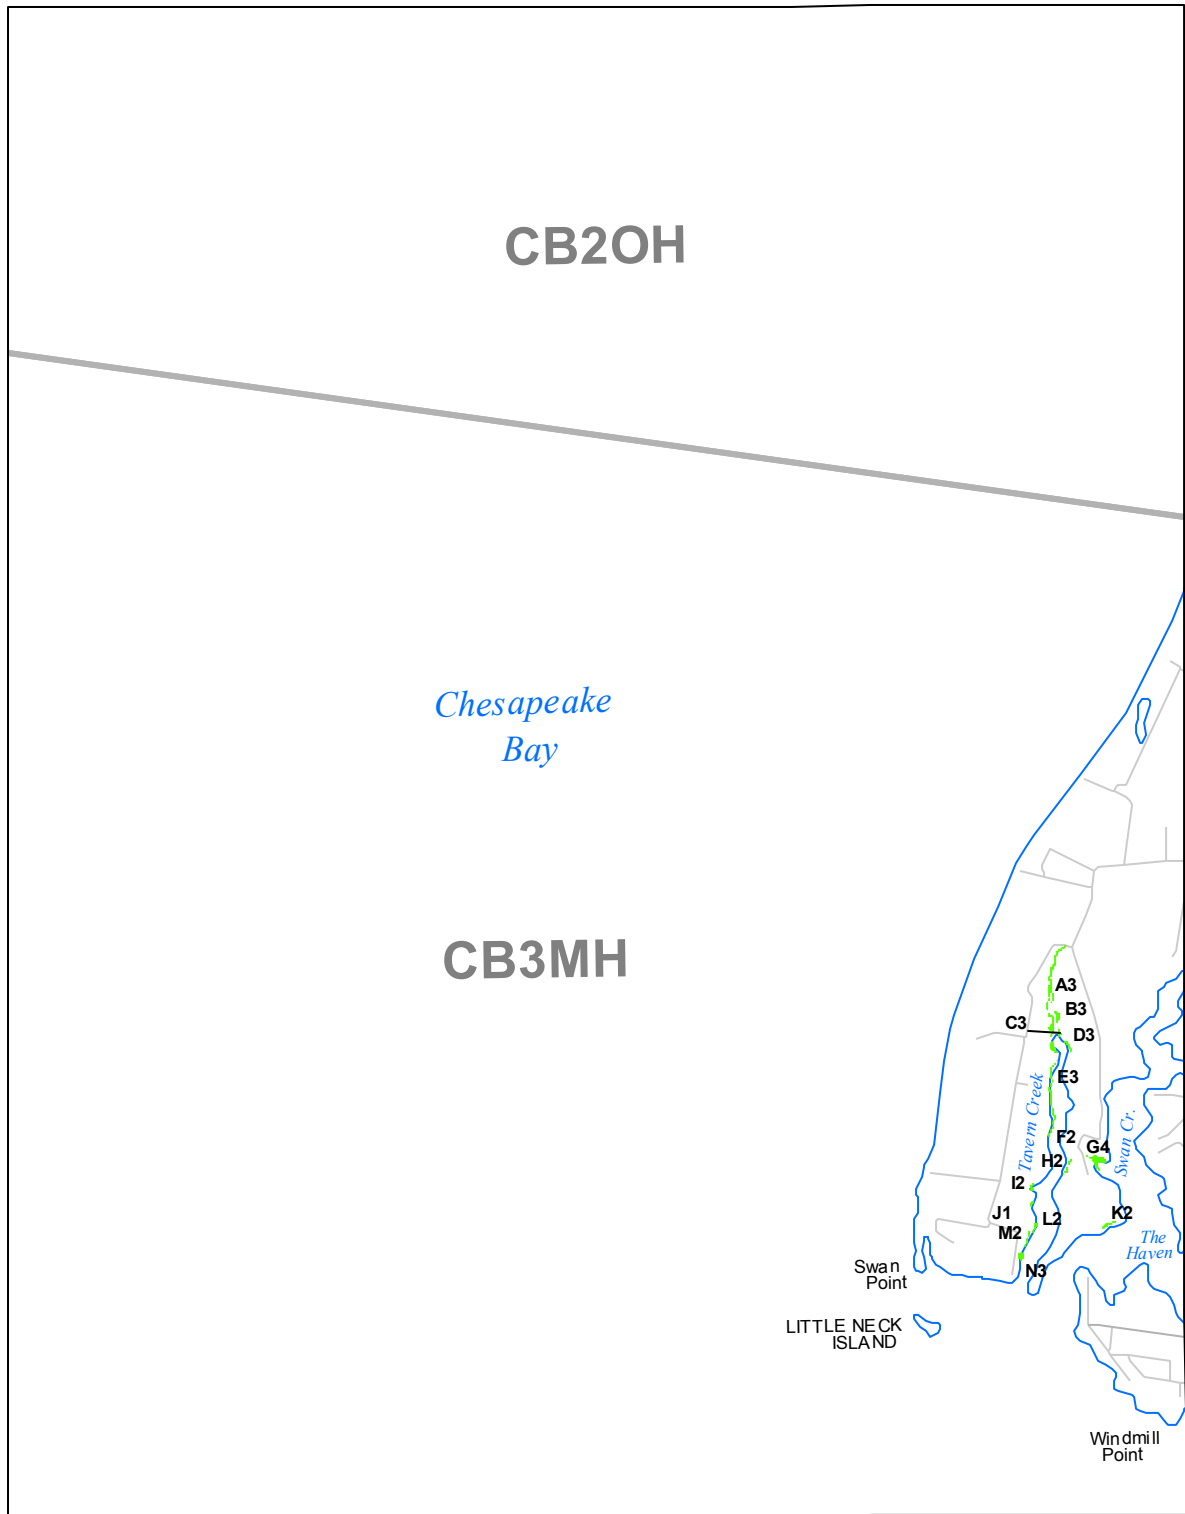 CB2OH
Chesapeake
Bay
CB3MH
A3
B3
C3
D3
E3
Tavern Creek
F2
G4
H2
Swan Cr.
I2
J1
K2
L2
M2
The
Haven
N3
Swan
Point
LITTLE NECK
ISLAND
Windmill
Point